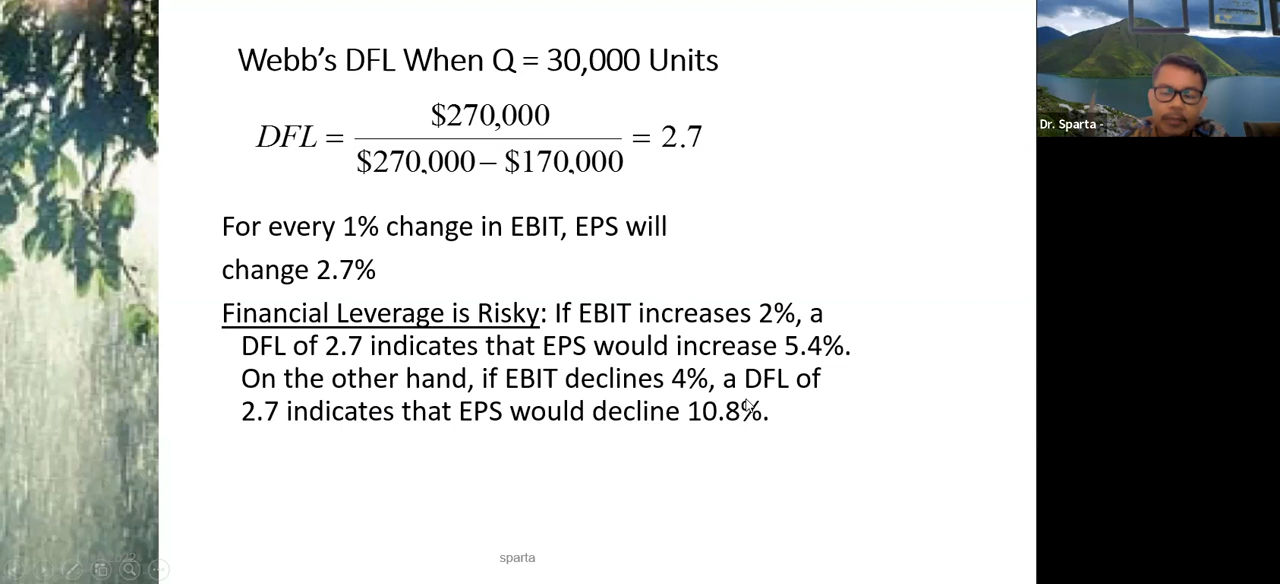 Webb's DFL When Q = 30,000 Units
DFL = $270,000 / $270,000 – $170,000 = 2.7
For every 1% change in EBIT, EPS will
change 2.7%
Financial Leverage is Risky: If EBIT increases 2%, a
DFL of 2.7 indicates that EPS would increase 5.4%.
On the other hand, if EBIT declines 4%, a DFL of
2.7 indicates that EPS would decline 10.8%.
sparta
Dr. Sparta -